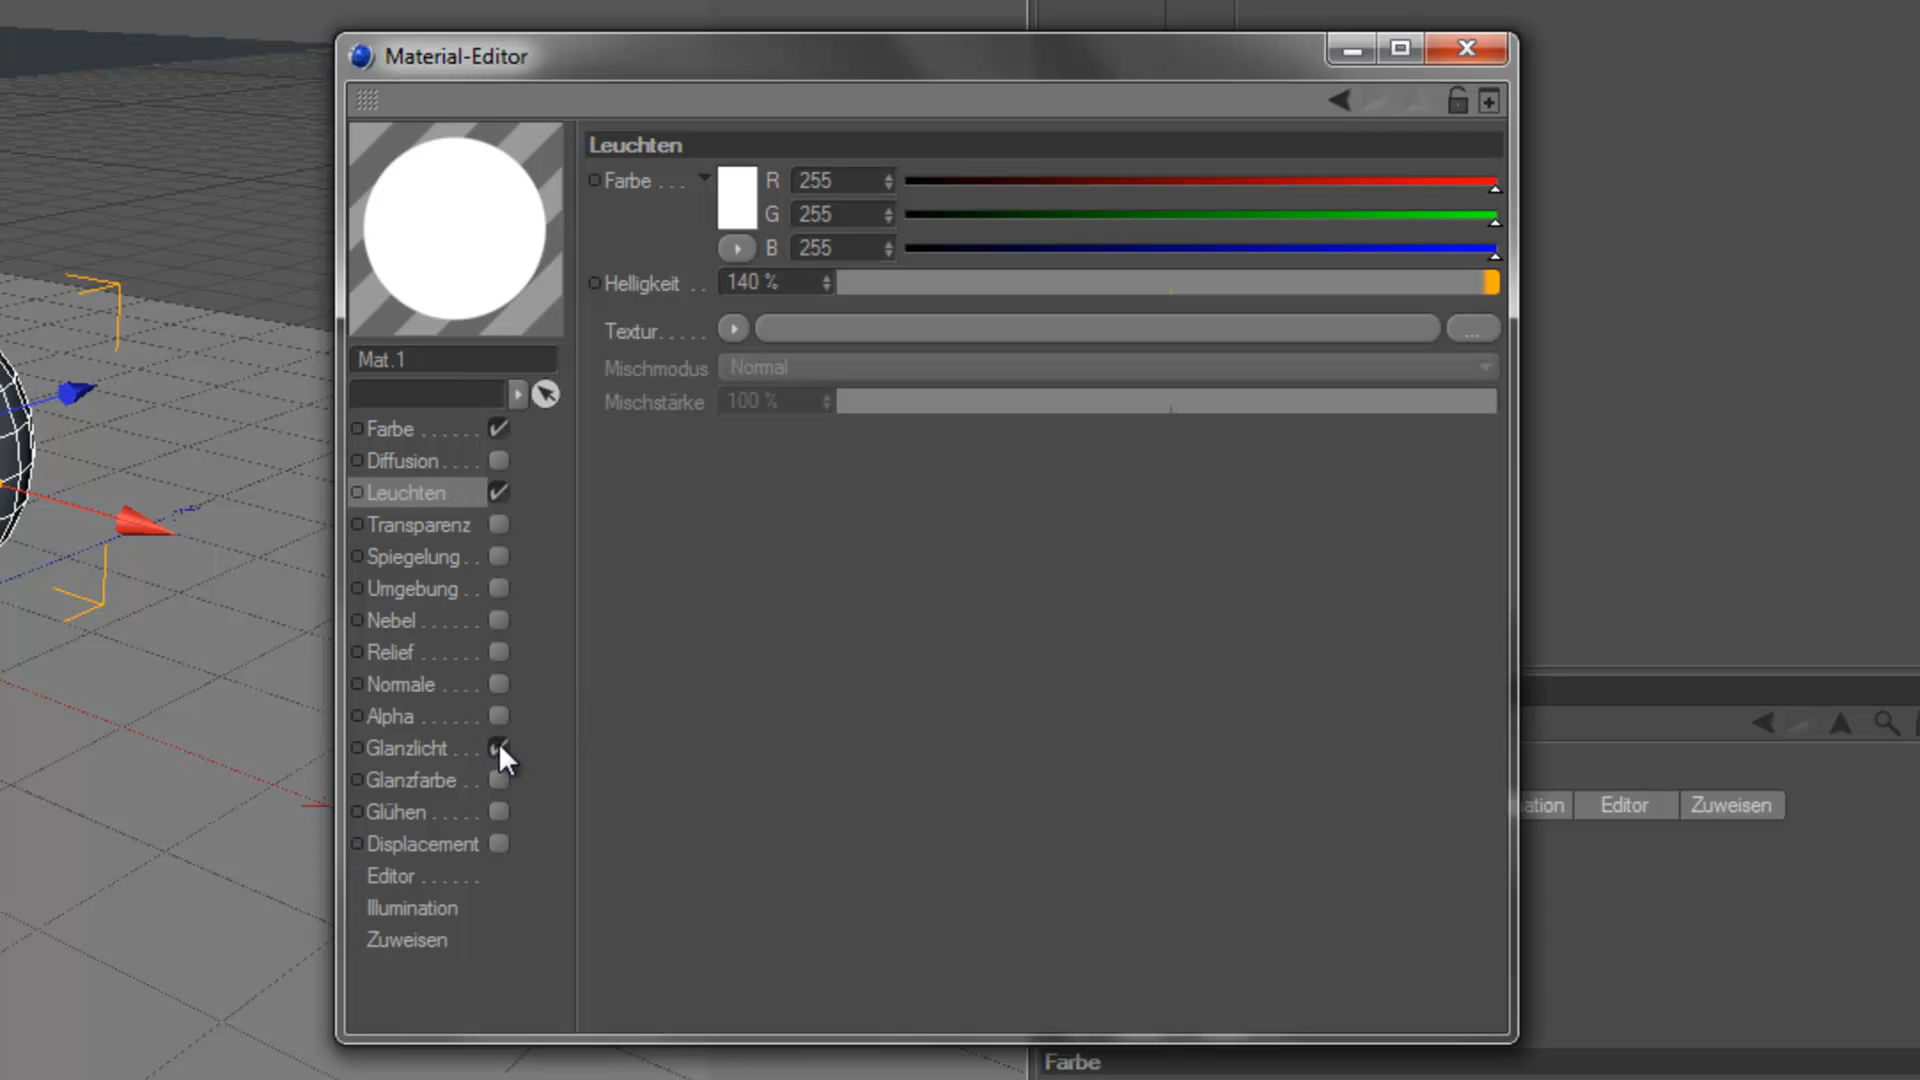 Material-Editor
Leuchten
Farbe . . .
R 255
G 255
B 255
Helligkeit . . 140 %
Textur. . . . . ...
Mischmodus Normal
Mischstärke 100 %
Mat.1
Farbe . . . . . .
Diffusion . . . .
Leuchten . . .
Transparenz
Spiegelung . .
Umgebung . .
Nebel . . . . . .
Relief . . . . . .
Normale . . . .
Alpha . . . . . .
Glanzlicht . . .
Glanzfarbe . .
Glühen . . . . .
Displacement
Editor . . . . . .
Illumination
Zuweisen
ation Editor Zuweisen
Farbe